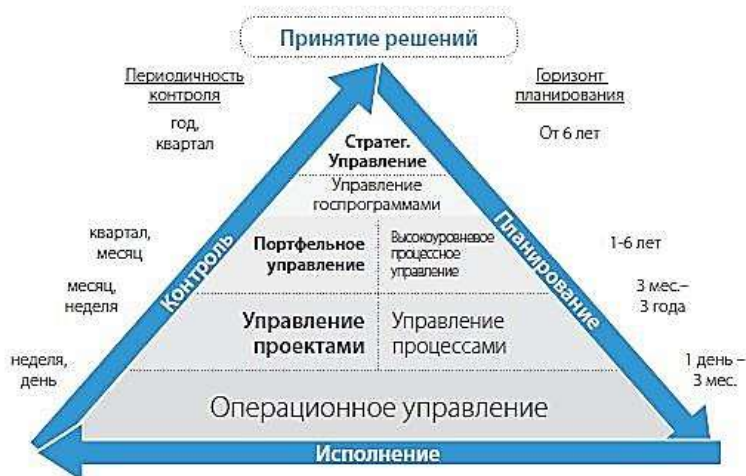 Принятие решений
Периодичность
контроля
Горизонт
планирования
год,
квартал
От 6 лет
Стратег.
Управление
Управление
госпрограммами
квартал,
месяц
Портфельное
управление
Высокоуровневое
процессное
управление
1-6 лет
Контроль
Планирование
месяц,
неделя
3 мес.–
3 года
Управление
проектами
Управление
процессами
неделя,
день
1 день –
3 мес.
Операционное управление
Исполнение